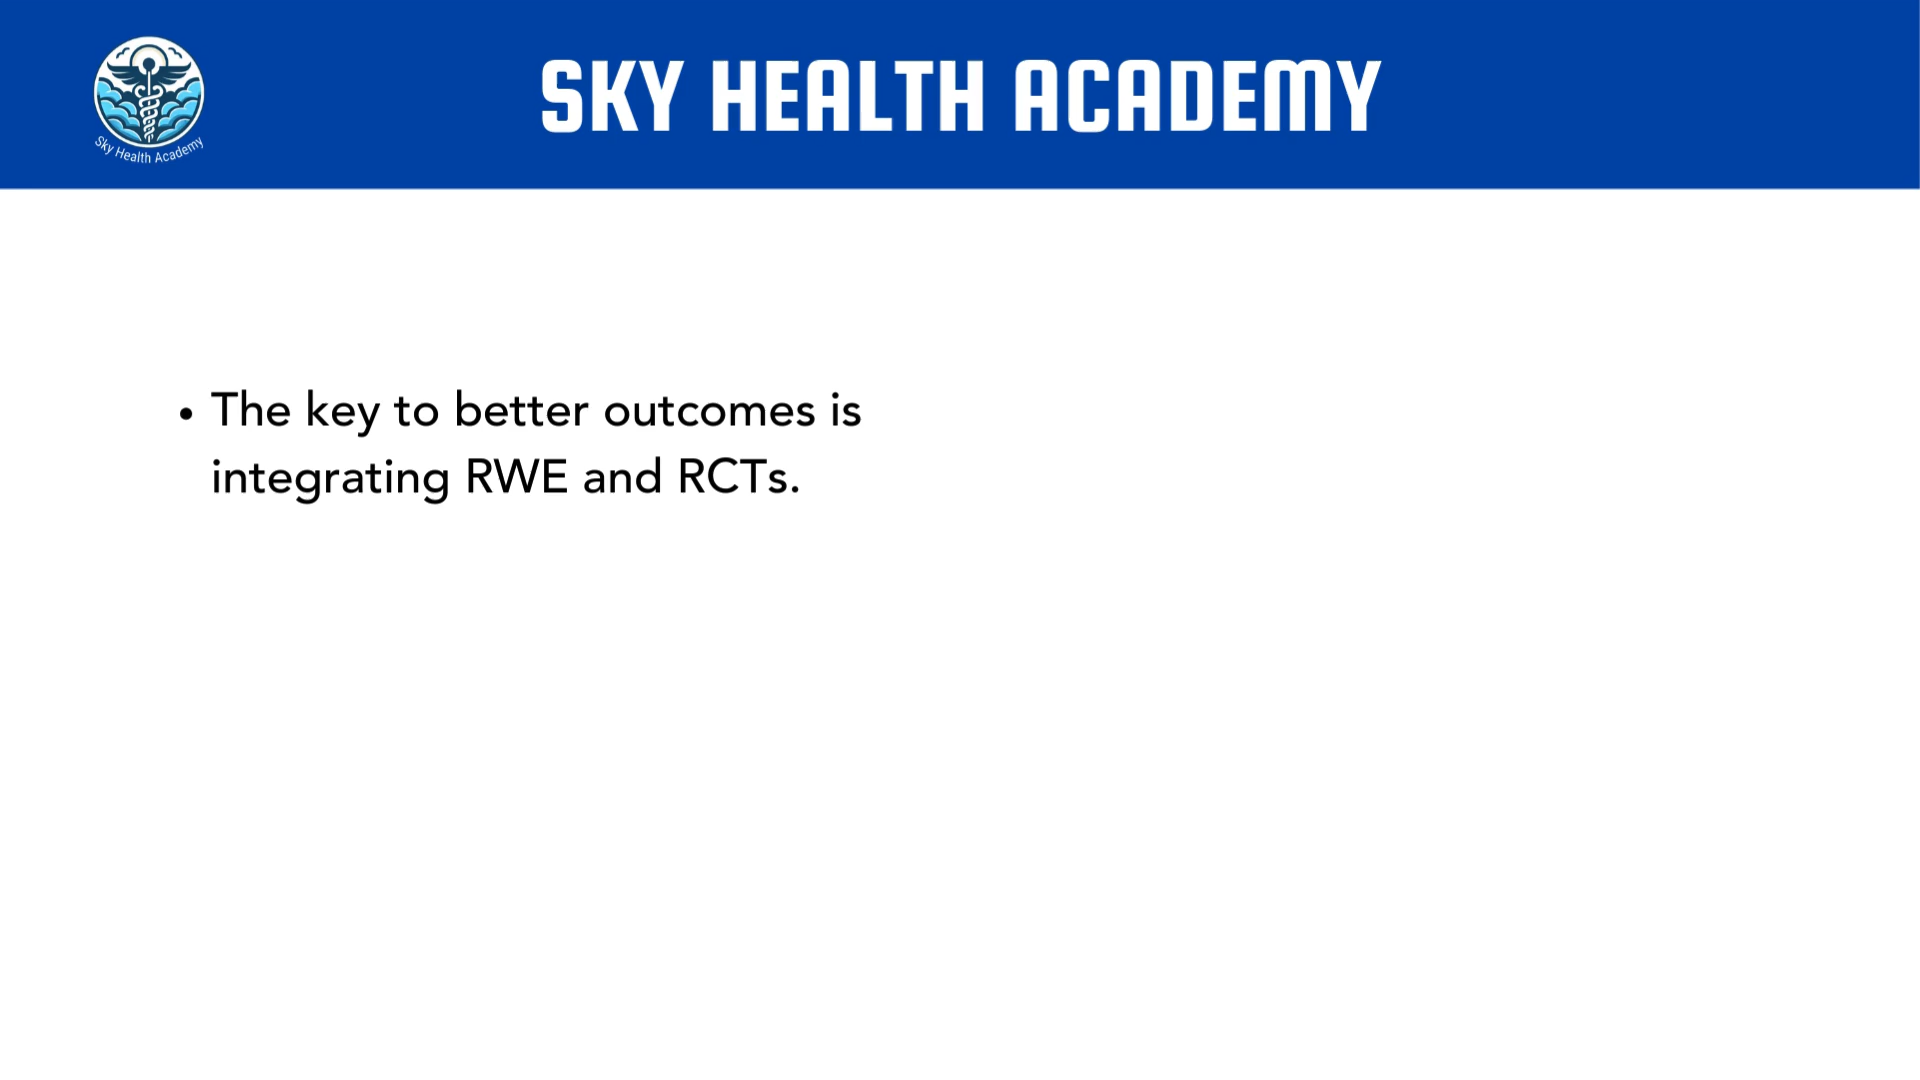 Sky Health Academy
SKY HEALTH ACADEMY
• The key to better outcomes is
integrating RWE and RCTs.